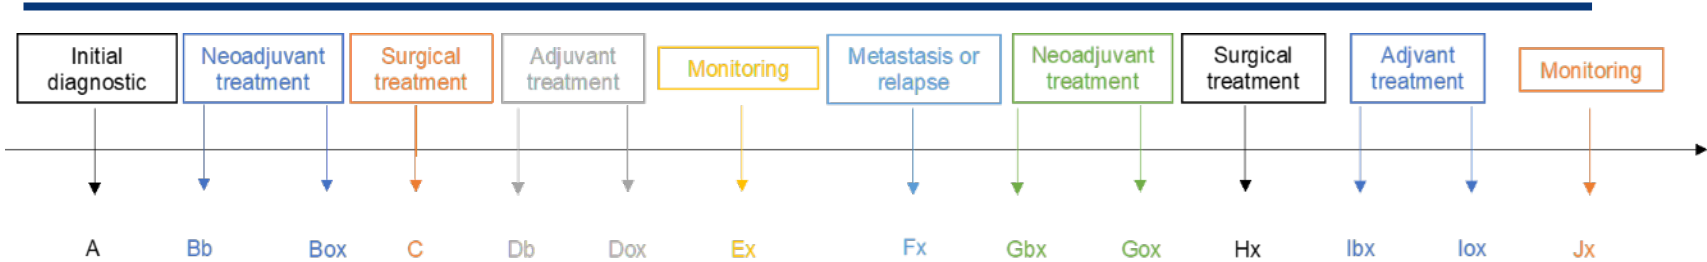 Initial
diagnostic
Neoadjuvant
treatment
Surgical
treatment
Adjuvant
treatment
Monitoring
Metastasis or
relapse
Neoadjuvant
treatment
Surgical
treatment
Advant
treatment
Monitoring
A
Bb
Box
C
Db
Dox
Ex
Fx
Gbx
Gox
Hx
Ibx
Iox
Jx